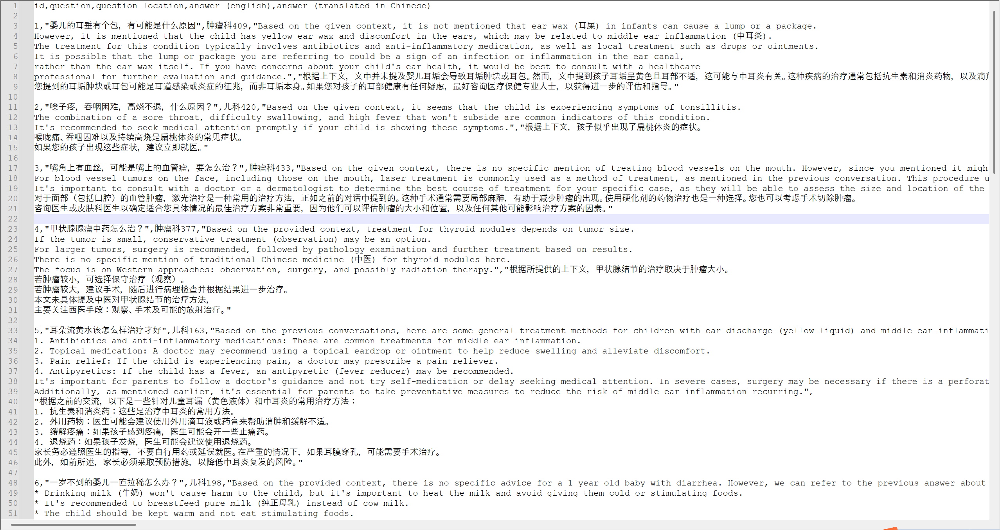 1 id,question,question location,answer (english),answer (translated in Chinese)
2
3 1,"婴儿的耳垂有个包，有可能是什么原因",肿瘤科409,"Based on the given context, it is not mentioned that ear wax (耳屎) in infants can cause a lump or a package.
4 However, it is mentioned that the child has yellow ear wax and discomfort in the ears, which may be related to middle ear inflammation (中耳炎).
5 The treatment for this condition typically involves antibiotics and anti-inflammatory medication, as well as local treatment such as drops or ointments.
6 It is possible that the lump or package you are referring to could be a sign of an infection or inflammation in the ear canal,
7 rather than the ear wax itself. If you have concerns about your child's ear health, it would be best to consult with a healthcare
8 professional for further evaluation and guidance.","根据上下文，文中并未提及婴儿耳垢会导致耳垢肿块或耳包。然而，文中提到孩子耳垢呈黄色且耳部不适，这可能与中耳炎有关。这种疾病的治疗通常包括抗生素和消炎药物，以及滴
9 您提到的耳垢肿块或耳包可能是耳道感染或炎症的征兆，而非耳垢本身。如果您对孩子的耳部健康有任何疑虑，最好咨询医疗保健专业人士，以获得进一步的评估和指导。"
10
11 2,"嗓子疼，吞咽困难，高烧不退，什么原因？",儿科420,"Based on the given context, it seems that the child is experiencing symptoms of tonsillitis.
12 The combination of a sore throat, difficulty swallowing, and high fever that won't subside are common indicators of this condition.
13 It's recommended to seek medical attention promptly if your child is showing these symptoms.","根据上下文，孩子似乎出现了扁桃体炎的症状。
14 喉咙痛、吞咽困难以及持续高烧是扁桃体炎的常见症状。
15 如果您的孩子出现这些症状，建议立即就医。"
16
17 3,"嘴角上有血丝，可能是嘴上的血管瘤，要怎么治？",肿瘤科433,"Based on the given context, there is no specific mention of treating blood vessels on the mouth. However, since you mentioned it
18 For blood vessel tumors on the face, including those on the mouth, laser treatment is commonly used as a method of treatment, as mentioned in the previous conversation. This procedure
19 It's important to consult with a doctor or a dermatologist to determine the best course of treatment for your specific case, as they will be able to assess the size and location of the
20 对于面部（包括口腔）的血管肿瘤，激光治疗是一种常用的治疗方法，正如之前的对话中提到的。这种手术通常需要局部麻醉，有助于减少肿瘤的出现。使用硬化剂的药物治疗也是一种选择。您也可以考虑手术切除肿瘤。
21 咨询医生或皮肤科医生以确定适合您具体情况的最佳治疗方案非常重要，因为他们可以评估肿瘤的大小和位置，以及任何其他可能影响治疗方案的因素。"
22
23 4,"甲状腺腺瘤中药怎么治？",肿瘤科377,"Based on the provided context, treatment for thyroid nodules depends on tumor size.
24 If the tumor is small, conservative treatment (observation) may be an option.
25 For larger tumors, surgery is recommended, followed by pathology examination and further treatment based on results.
26 There is no specific mention of traditional Chinese medicine (中医) for thyroid nodules here.
27 The focus is on Western approaches: observation, surgery, and possibly radiation therapy.","根据所提供的上下文，甲状腺结节的治疗取决于肿瘤大小。
28 若肿瘤较小，可选择保守治疗（观察）。
29 若肿瘤较大，建议手术，随后进行病理检查并根据结果进一步治疗。
30 本文未具体提及中医对甲状腺结节的治疗方法，
31 主要关注西医手段：观察、手术及可能的放射治疗。"
32
33 5,"耳朵流黄水该怎么样治疗才好",儿科163,"Based on the previous conversations, here are some general treatment methods for children with ear discharge (yellow liquid) and middle ear inflammati
34 1. Antibiotics and anti-inflammatory medications: These are common treatments for middle ear inflammation.
35 2. Topical medication: A doctor may recommend using a topical eardrop or ointment to help reduce swelling and alleviate discomfort.
36 3. Pain relief: If the child is experiencing pain, a doctor may prescribe a pain reliever.
37 4. Antipyretics: If the child has a fever, an antipyretic (fever reducer) may be recommended.
38 It's important for parents to follow a doctor's guidance and not try self-medication or delay seeking medical attention. In severe cases, surgery may be necessary if there is a perforat
39 Additionally, as mentioned earlier, it's essential for parents to take preventative measures to reduce the risk of middle ear inflammation recurring.",
40 "根据之前的交流，以下是一些针对儿童耳漏（黄色液体）和中耳炎的常用治疗方法：
41 1. 抗生素和消炎药：这些是治疗中耳炎的常用方法。
42 2. 外用药物：医生可能会建议使用外用滴耳液或药膏来帮助消肿和缓解不适。
43 3. 缓解疼痛：如果孩子感到疼痛，医生可能会开一些止痛药。
44 4. 退烧药：如果孩子发烧，医生可能会建议使用退烧药。
45 家长务必遵照医生的指导，不要自行用药或延误就医。在严重的情况下，如果耳膜穿孔，可能需要手术治疗。
46 此外，如前所述，家长必须采取预防措施，以降低中耳炎复发的风险。"
47
48 6,"一岁不到的婴儿一直拉稀怎么办？",儿科198,"Based on the provided context, there is no specific advice for a 1-year-old baby with diarrhea. However, we can refer to the previous answer about
49 * Drinking milk (牛奶) won't cause harm to the child, but it's important to heat the milk and avoid giving them cold or stimulating foods.
50 * It's recommended to breastfeed pure milk (纯正母乳) instead of cow milk.
51 * The child should be kept warm and not eat stimulating foods.